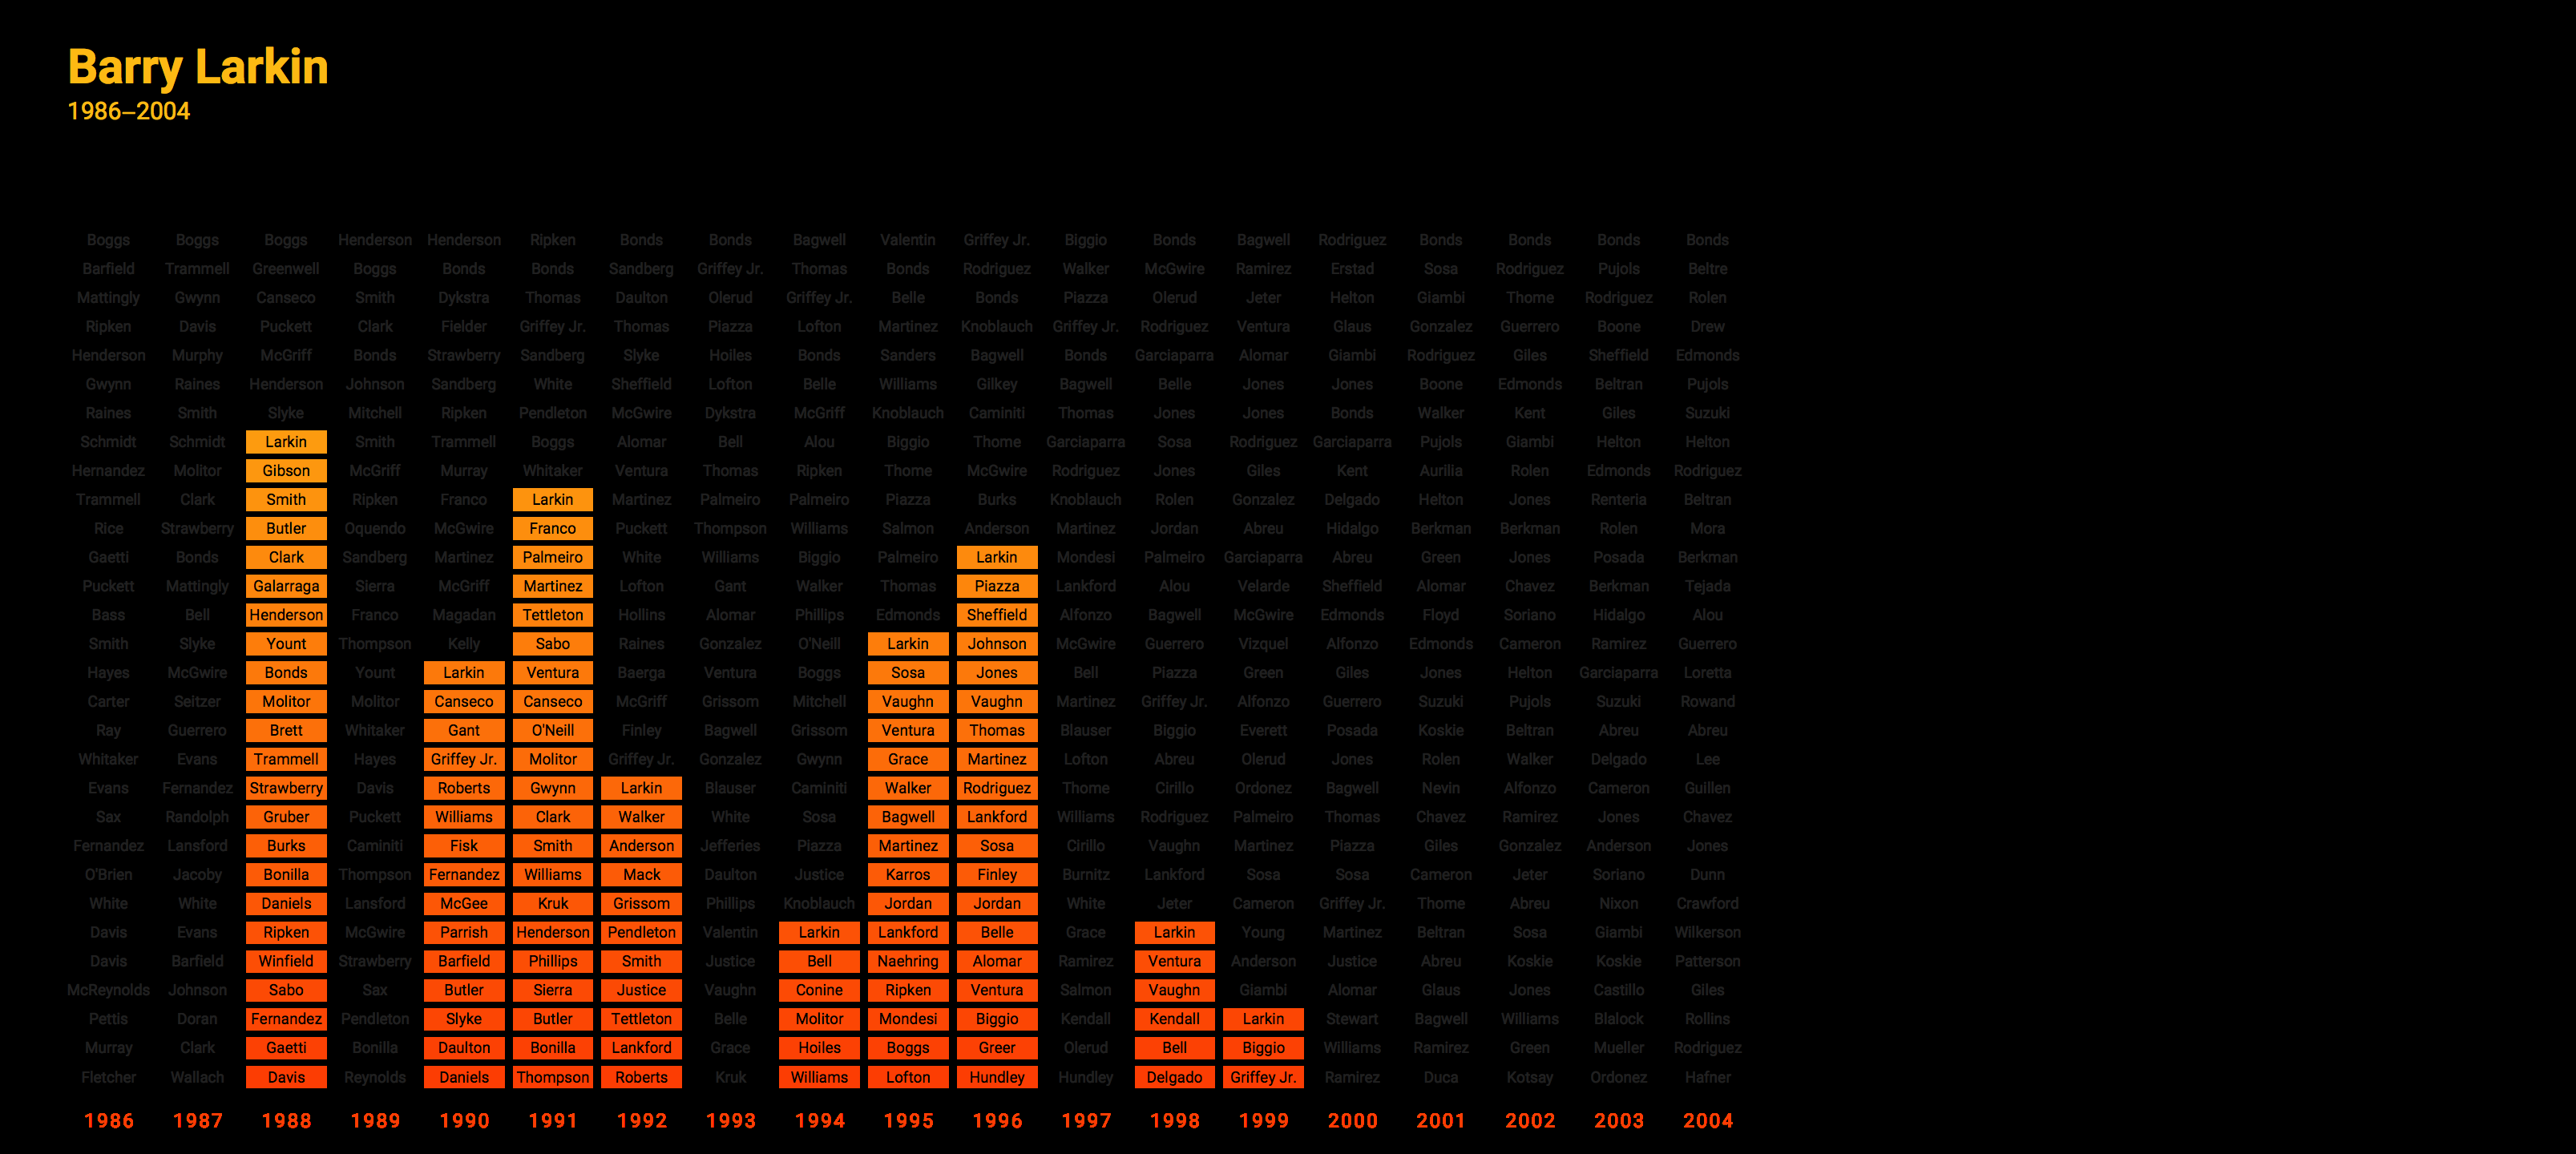 Barry Larkin
1986–2004
Boggs Boggs Boggs Henderson Henderson Ripken Bonds Bonds Bagwell Valentin Griffey Jr. Biggio Bonds Bagwell Rodriguez Bonds Bonds Bonds Bonds
Barfield Trammell Greenwell Boggs Bonds Bonds Sandberg Griffey Jr. Thomas Bonds Rodriguez Walker McGwire Ramirez Erstad Sosa Rodriguez Pujols Beltre
Mattingly Gwynn Canseco Smith Dykstra Thomas Daulton Olerud Griffey Jr. Belle Bonds Piazza Olerud Jeter Helton Giambi Thome Rodriguez Rolen
Ripken Davis Puckett Clark Fielder Griffey Jr. Thomas Piazza Lofton Martinez Knoblauch Griffey Jr. Rodriguez Ventura Glaus Gonzalez Guerrero Boone Drew
Henderson Murphy McGriff Bonds Strawberry Sandberg Slyke Hoiles Bonds Sanders Bagwell Bonds Garciaparra Alomar Giambi Rodriguez Giles Sheffield Edmonds
Gwynn Raines Henderson Johnson Sandberg White Sheffield Lofton Belle Williams Gilkey Bagwell Belle Jones Jones Boone Edmonds Beltran Pujols
Raines Smith Slyke Mitchell Ripken Pendleton McGwire Dykstra McGriff Knoblauch Caminiti Thomas Jones Jones Bonds Walker Kent Giles Suzuki
Schmidt Schmidt Larkin Smith Trammell Boggs Alomar Bell Alou Biggio Thome Garciaparra Sosa Rodriguez Garciaparra Pujols Giambi Helton Helton
Hernandez Molitor Gibson McGriff Murray Whitaker Ventura Thomas Ripken Thome McGwire Rodriguez Jones Giles Kent Aurilia Rolen Edmonds Rodriguez
Trammell Clark Smith Ripken Franco Larkin Martinez Palmeiro Palmeiro Piazza Burks Knoblauch Rolen Gonzalez Delgado Helton Jones Renteria Beltran
Rice Strawberry Butler Oquendo McGwire Franco Puckett Thompson Williams Salmon Anderson Martinez Jordan Abreu Hidalgo Berkman Berkman Rolen Mora
Gaetti Bonds Clark Sandberg Martinez Palmeiro White Williams Biggio Palmeiro Larkin Mondesi Palmeiro Garciaparra Abreu Green Jones Posada Berkman
Puckett Mattingly Galarraga Sierra McGriff Martinez Lofton Gant Walker Thomas Piazza Lankford Alou Velarde Sheffield Alomar Chavez Berkman Tejada
Bass Bell Henderson Franco Magadan Tettleton Hollins Alomar Phillips Edmonds Sheffield Alfonzo Bagwell McGwire Edmonds Floyd Soriano Hidalgo Alou
Smith Slyke Yount Thompson Kelly Sabo Raines Gonzalez O'Neill Larkin Johnson McGwire Guerrero Vizquel Alfonzo Edmonds Cameron Ramirez Guerrero
Hayes McGwire Bonds Yount Larkin Ventura Baerga Ventura Boggs Sosa Jones Bell Piazza Green Giles Jones Helton Garciaparra Loretta
Carter Seitzer Molitor Molitor Canseco Canseco McGriff Grissom Mitchell Vaughn Vaughn Martinez Griffey Jr. Alfonzo Guerrero Suzuki Pujols Suzuki Rowand
Ray Guerrero Brett Whitaker Gant O'Neill Finley Bagwell Grissom Ventura Thomas Blauser Biggio Everett Posada Koskie Beltran Abreu Abreu
Whitaker Evans Trammell Hayes Griffey Jr. Molitor Griffey Jr. Gonzalez Gwynn Grace Martinez Lofton Abreu Olerud Jones Rolen Walker Delgado Lee
Evans Fernandez Strawberry Davis Roberts Gwynn Larkin Blauser Caminiti Walker Rodriguez Thome Cirillo Ordonez Bagwell Nevin Alfonzo Cameron Guillen
Sax Randolph Gruber Puckett Williams Clark Walker White Sosa Bagwell Lankford Williams Rodriguez Palmeiro Thomas Chavez Ramirez Jones Chavez
Fernandez Lansford Burks Caminiti Fisk Smith Anderson Jefferies Piazza Martinez Sosa Cirillo Vaughn Martinez Piazza Giles Gonzalez Anderson Jones
O'Brien Jacoby Bonilla Thompson Fernandez Williams Mack Daulton Justice Karros Finley Burnitz Lankford Sosa Sosa Cameron Jeter Soriano Dunn
White White Daniels Lansford McGee Kruk Grissom Phillips Knoblauch Jordan Jordan White Jeter Cameron Griffey Jr. Thome Abreu Nixon Crawford
Davis Evans Ripken McGwire Parrish Henderson Pendleton Valentin Larkin Lankford Belle Grace Larkin Young Martinez Beltran Sosa Giambi Wilkerson
Davis Barfield Winfield Strawberry Barfield Phillips Smith Justice Bell Naehring Alomar Ramirez Ventura Anderson Justice Abreu Koskie Koskie Patterson
McReynolds Johnson Sabo Sax Butler Sierra Justice Vaughn Conine Ripken Ventura Salmon Vaughn Giambi Alomar Glaus Jones Castillo Giles
Pettis Doran Fernandez Pendleton Slyke Butler Tettleton Belle Molitor Mondesi Biggio Kendall Kendall Larkin Stewart Bagwell Williams Blalock Rollins
Murray Clark Gaetti Bonilla Daulton Bonilla Lankford Grace Hoiles Boggs Greer Olerud Bell Biggio Williams Ramirez Green Mueller Rodriguez
Fletcher Wallach Davis Reynolds Daniels Thompson Roberts Kruk Williams Lofton Hundley Hundley Delgado Griffey Jr. Ramirez Duca Kotsay Ordonez Hafner
1986 1987 1988 1989 1990 1991 1992 1993 1994 1995 1996 1997 1998 1999 2000 2001 2002 2003 2004